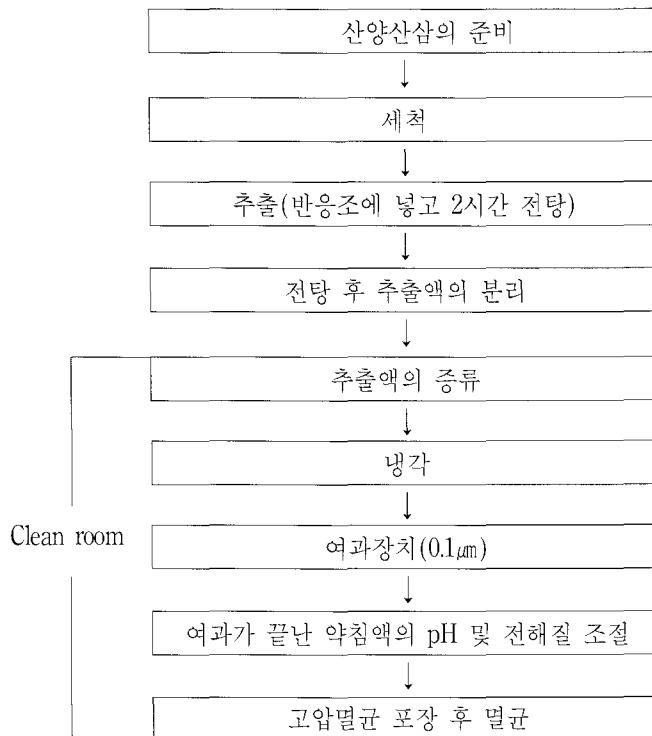 산양산삼의 준비
세척
추출(반응조에 넣고 2시간 전탕)
전탕 후 추출액의 분리
추출액의 증류
냉각
Clean room
여과장치(0.1㎛)
여과가 끝난 약침액의 pH 및 전해질 조절
고압멸균 포장 후 멸균